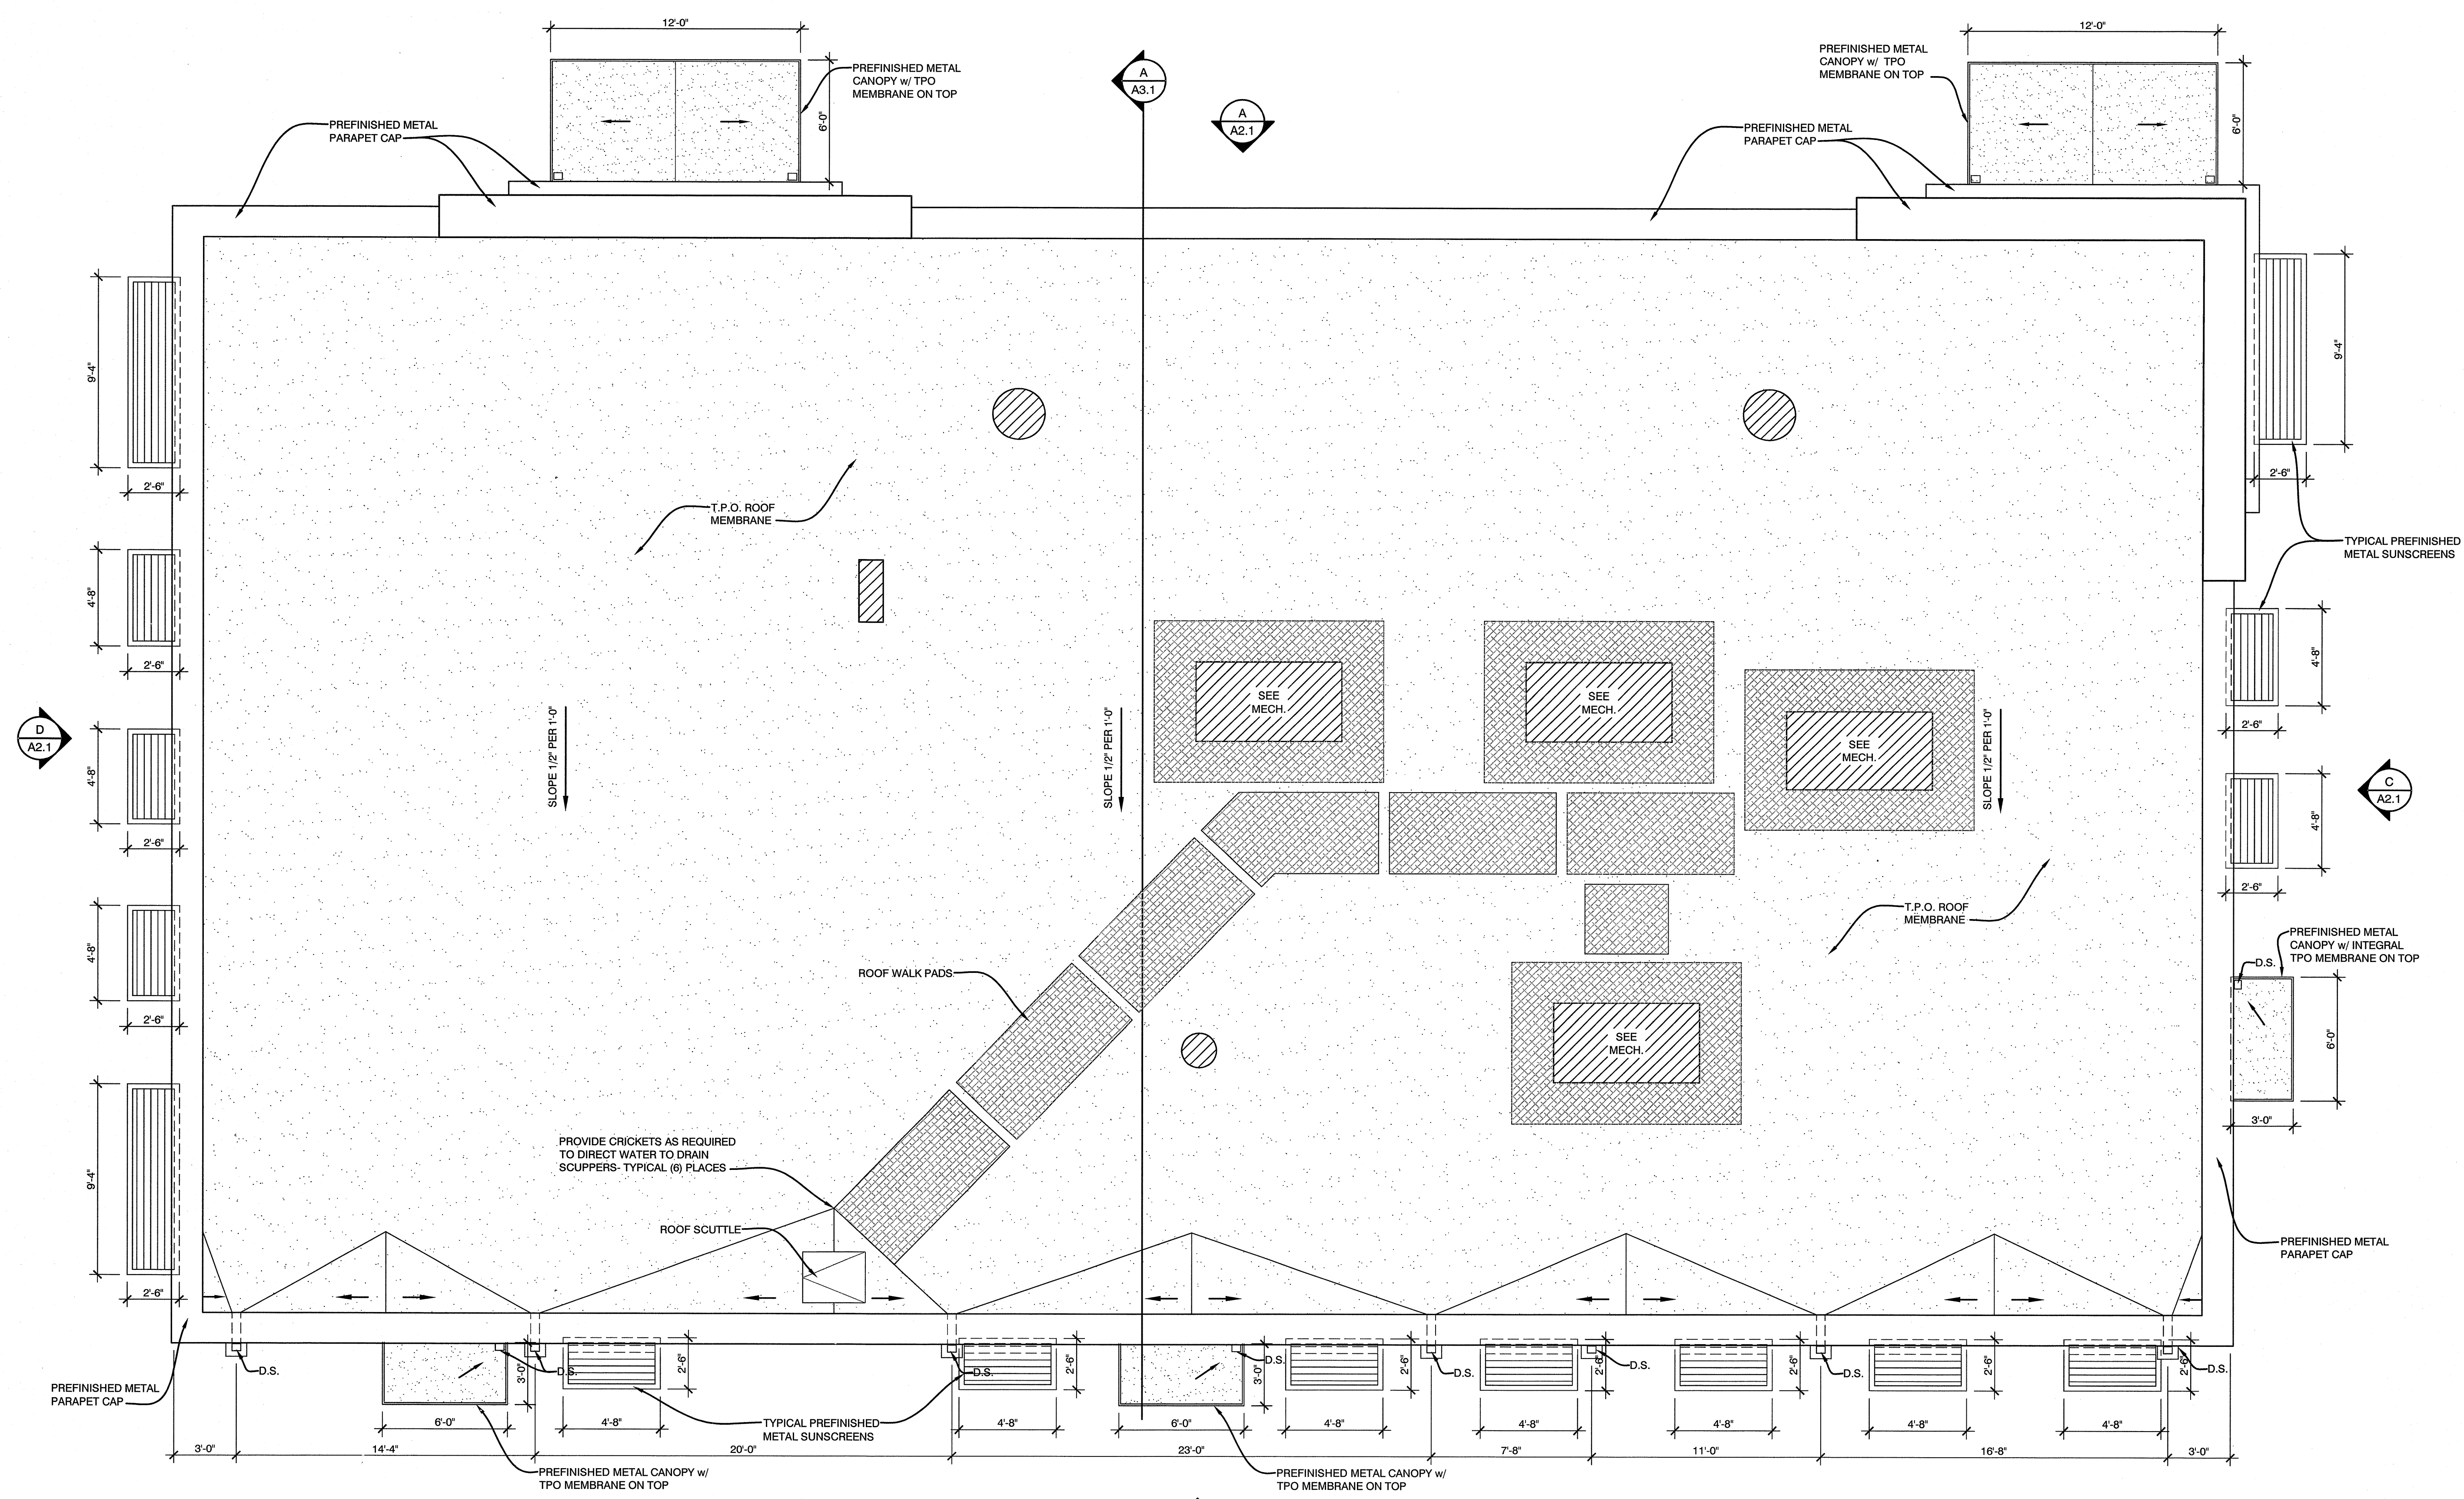 12'-0"
12'-0"
PREFINISHED METAL
CANOPY w/ TPO
MEMBRANE ON TOP
6'-0"
A
A3.1
A
A2.1
PREFINISHED METAL
CANOPY w/ TPO
MEMBRANE ON TOP
6'-0"
PREFINISHED METAL
PARAPET CAP
PREFINISHED METAL
PARAPET CAP
9'-4"
2'-6"
9'-4"
2'-6"
T.P.O. ROOF
MEMBRANE
TYPICAL PREFINISHED
METAL SUNSCREENS
4'-8"
2'-6"
4'-8"
2'-6"
D
A2.1
SLOPE 1/2" PER 1'-0"
SLOPE 1/2" PER 1'-0"
SEE
MECH.
SEE
MECH.
SEE
MECH.
SLOPE 1/2" PER 1'-0"
4'-8"
2'-6"
4'-8"
2'-6"
C
A2.1
4'-8"
2'-6"
T.P.O. ROOF
MEMBRANE
PREFINISHED METAL
CANOPY w/ INTEGRAL
TPO MEMBRANE ON TOP
D.S.
6'-0"
3'-0"
ROOF WALK PADS
SEE
MECH.
9'-4"
2'-6"
PROVIDE CRICKETS AS REQUIRED
TO DIRECT WATER TO DRAIN
SCUPPERS- TYPICAL (6) PLACES
ROOF SCUTTLE
PREFINISHED METAL
PARAPET CAP
PREFINISHED METAL
PARAPET CAP
D.S.
3'-0"
D.S.
2'-6"
D.S.
2'-6"
D.S.
3'-0"
2'-6"
D.S.
2'-6"
D.S.
2'-6"
D.S.
2'-6"
2'-6"
D.S.
6'-0"
4'-8"
TYPICAL PREFINISHED
METAL SUNSCREENS
4'-8"
6'-0"
4'-8"
4'-8"
4'-8"
4'-8"
4'-8"
3'-0"
14'-4"
20'-0"
23'-0"
7'-8"
11'-0"
16'-8"
3'-0"
PREFINISHED METAL CANOPY w/
TPO MEMBRANE ON TOP
PREFINISHED METAL CANOPY w/
TPO MEMBRANE ON TOP